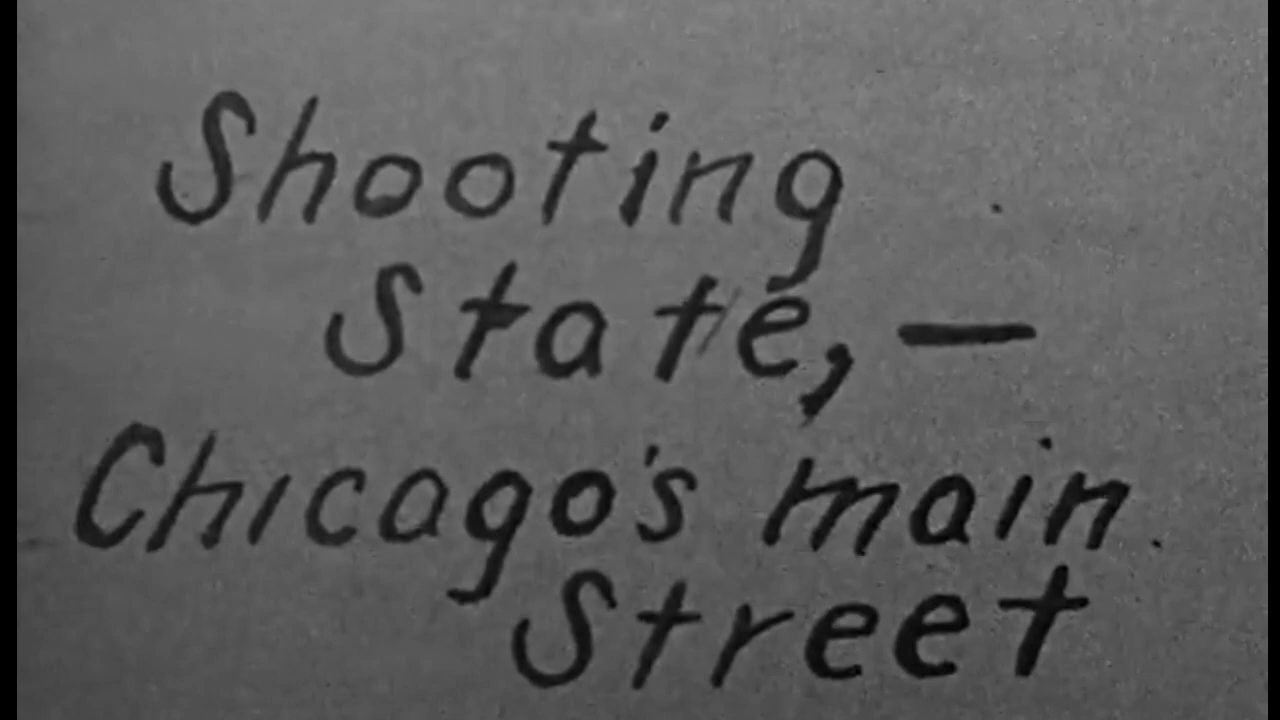 Shooting
State, —
Chicago's main
Street